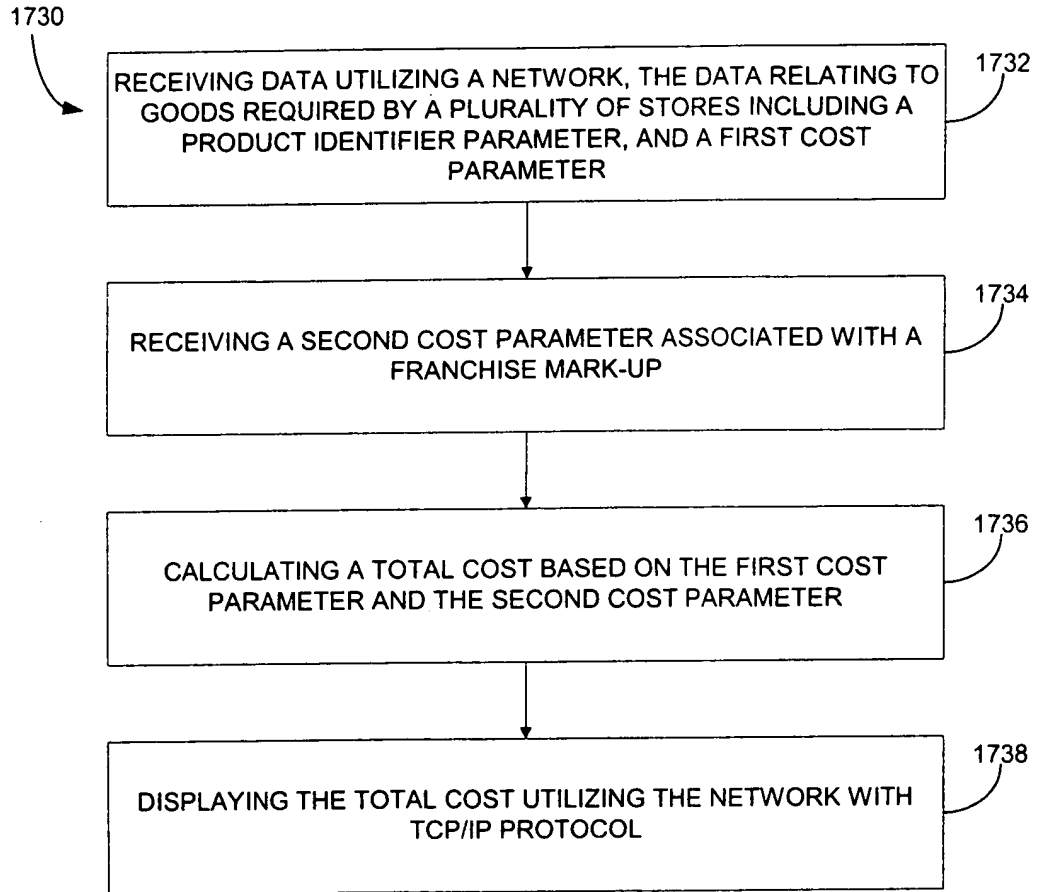 1730
RECEIVING DATA UTILIZING A NETWORK, THE DATA RELATING TO
GOODS REQUIRED BY A PLURALITY OF STORES INCLUDING A
PRODUCT IDENTIFIER PARAMETER, AND A FIRST COST
PARAMETER
1732
RECEIVING A SECOND COST PARAMETER ASSOCIATED WITH A
FRANCHISE MARK-UP
1734
CALCULATING A TOTAL COST BASED ON THE FIRST COST
PARAMETER AND THE SECOND COST PARAMETER
1736
DISPLAYING THE TOTAL COST UTILIZING THE NETWORK WITH
TCP/IP PROTOCOL
1738